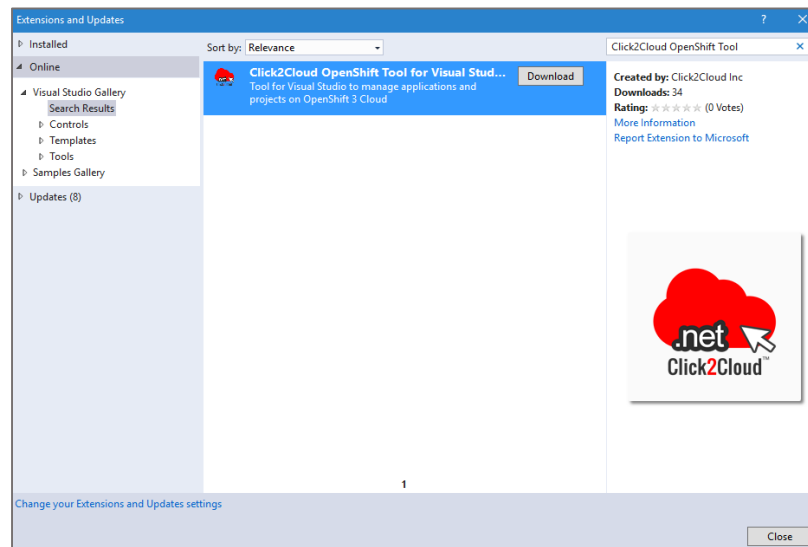 Extensions and Updates
? ×
Installed
Online
Visual Studio Gallery
Search Results
Controls
Templates
Tools
Samples Gallery
Updates (8)
Sort by: Relevance
Click2Cloud OpenShift Tool for Visual Stud...
Tool for Visual Studio to manage applications and
projects on OpenShift 3 Cloud
Download
1
Click2Cloud OpenShift Tool ×
Created by: Click2Cloud Inc
Downloads: 34
Rating: (0 Votes)
More Information
Report Extension to Microsoft
.net
Click2Cloud™
Change your Extensions and Updates settings
Close